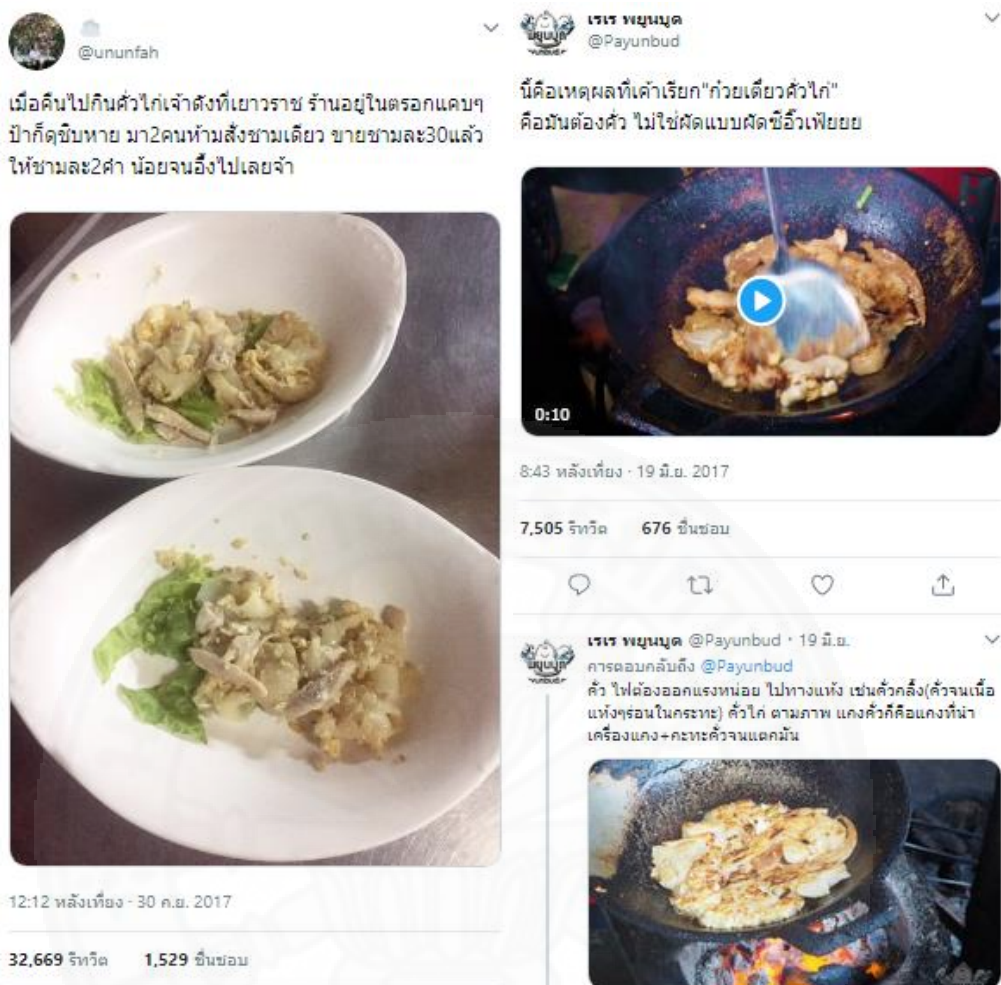 @ununfah
เมื่อคืนไปกินคั่วไก่เจ้าดังที่เยาวราช ร้านอยู่ในตรอกแคบๆ
ป้าก็ดุชิบหาย มา2คนห้ามสั่งชามเดียว ขายชามละ30แล้ว
ให้ชามละ2คำ น้อยจนอึ้งไปเลยจ้า
12:12 หลังเที่ยง · 30 ก.ย. 2017
32,669 รีทวีต 1,529 ชื่นชอบ
เรเร พยูนบูด
@Payunbud
นี้คือเหตุผลที่เค้าเรียก"ก๋วยเตี๋ยวคั่วไก่"
คือมันต้องคั่ว ไม่ใช่ผัดแบบผัดซีอิ๊วเฟ้ยยย
0:10
8:43 หลังเที่ยง · 19 มิ.ย. 2017
7,505 รีทวีต 676 ชื่นชอบ
เรเร พยูนบูด @Payunbud · 19 มิ.ย.
การตอบกลับถึง @Payunbud
คั่ว ไฟต้องออกแรงหน่อย ไปทางแห้ง เช่นคั่วกลิ้ง(คั่วจนเนื้อ
แห้งๆร่อนในกระทะ) คั่วไก่ ตามภาพ แกงคั่วก็คือแกงที่นำ
เครื่องแกง+กะทะคั่วจนแตกมัน